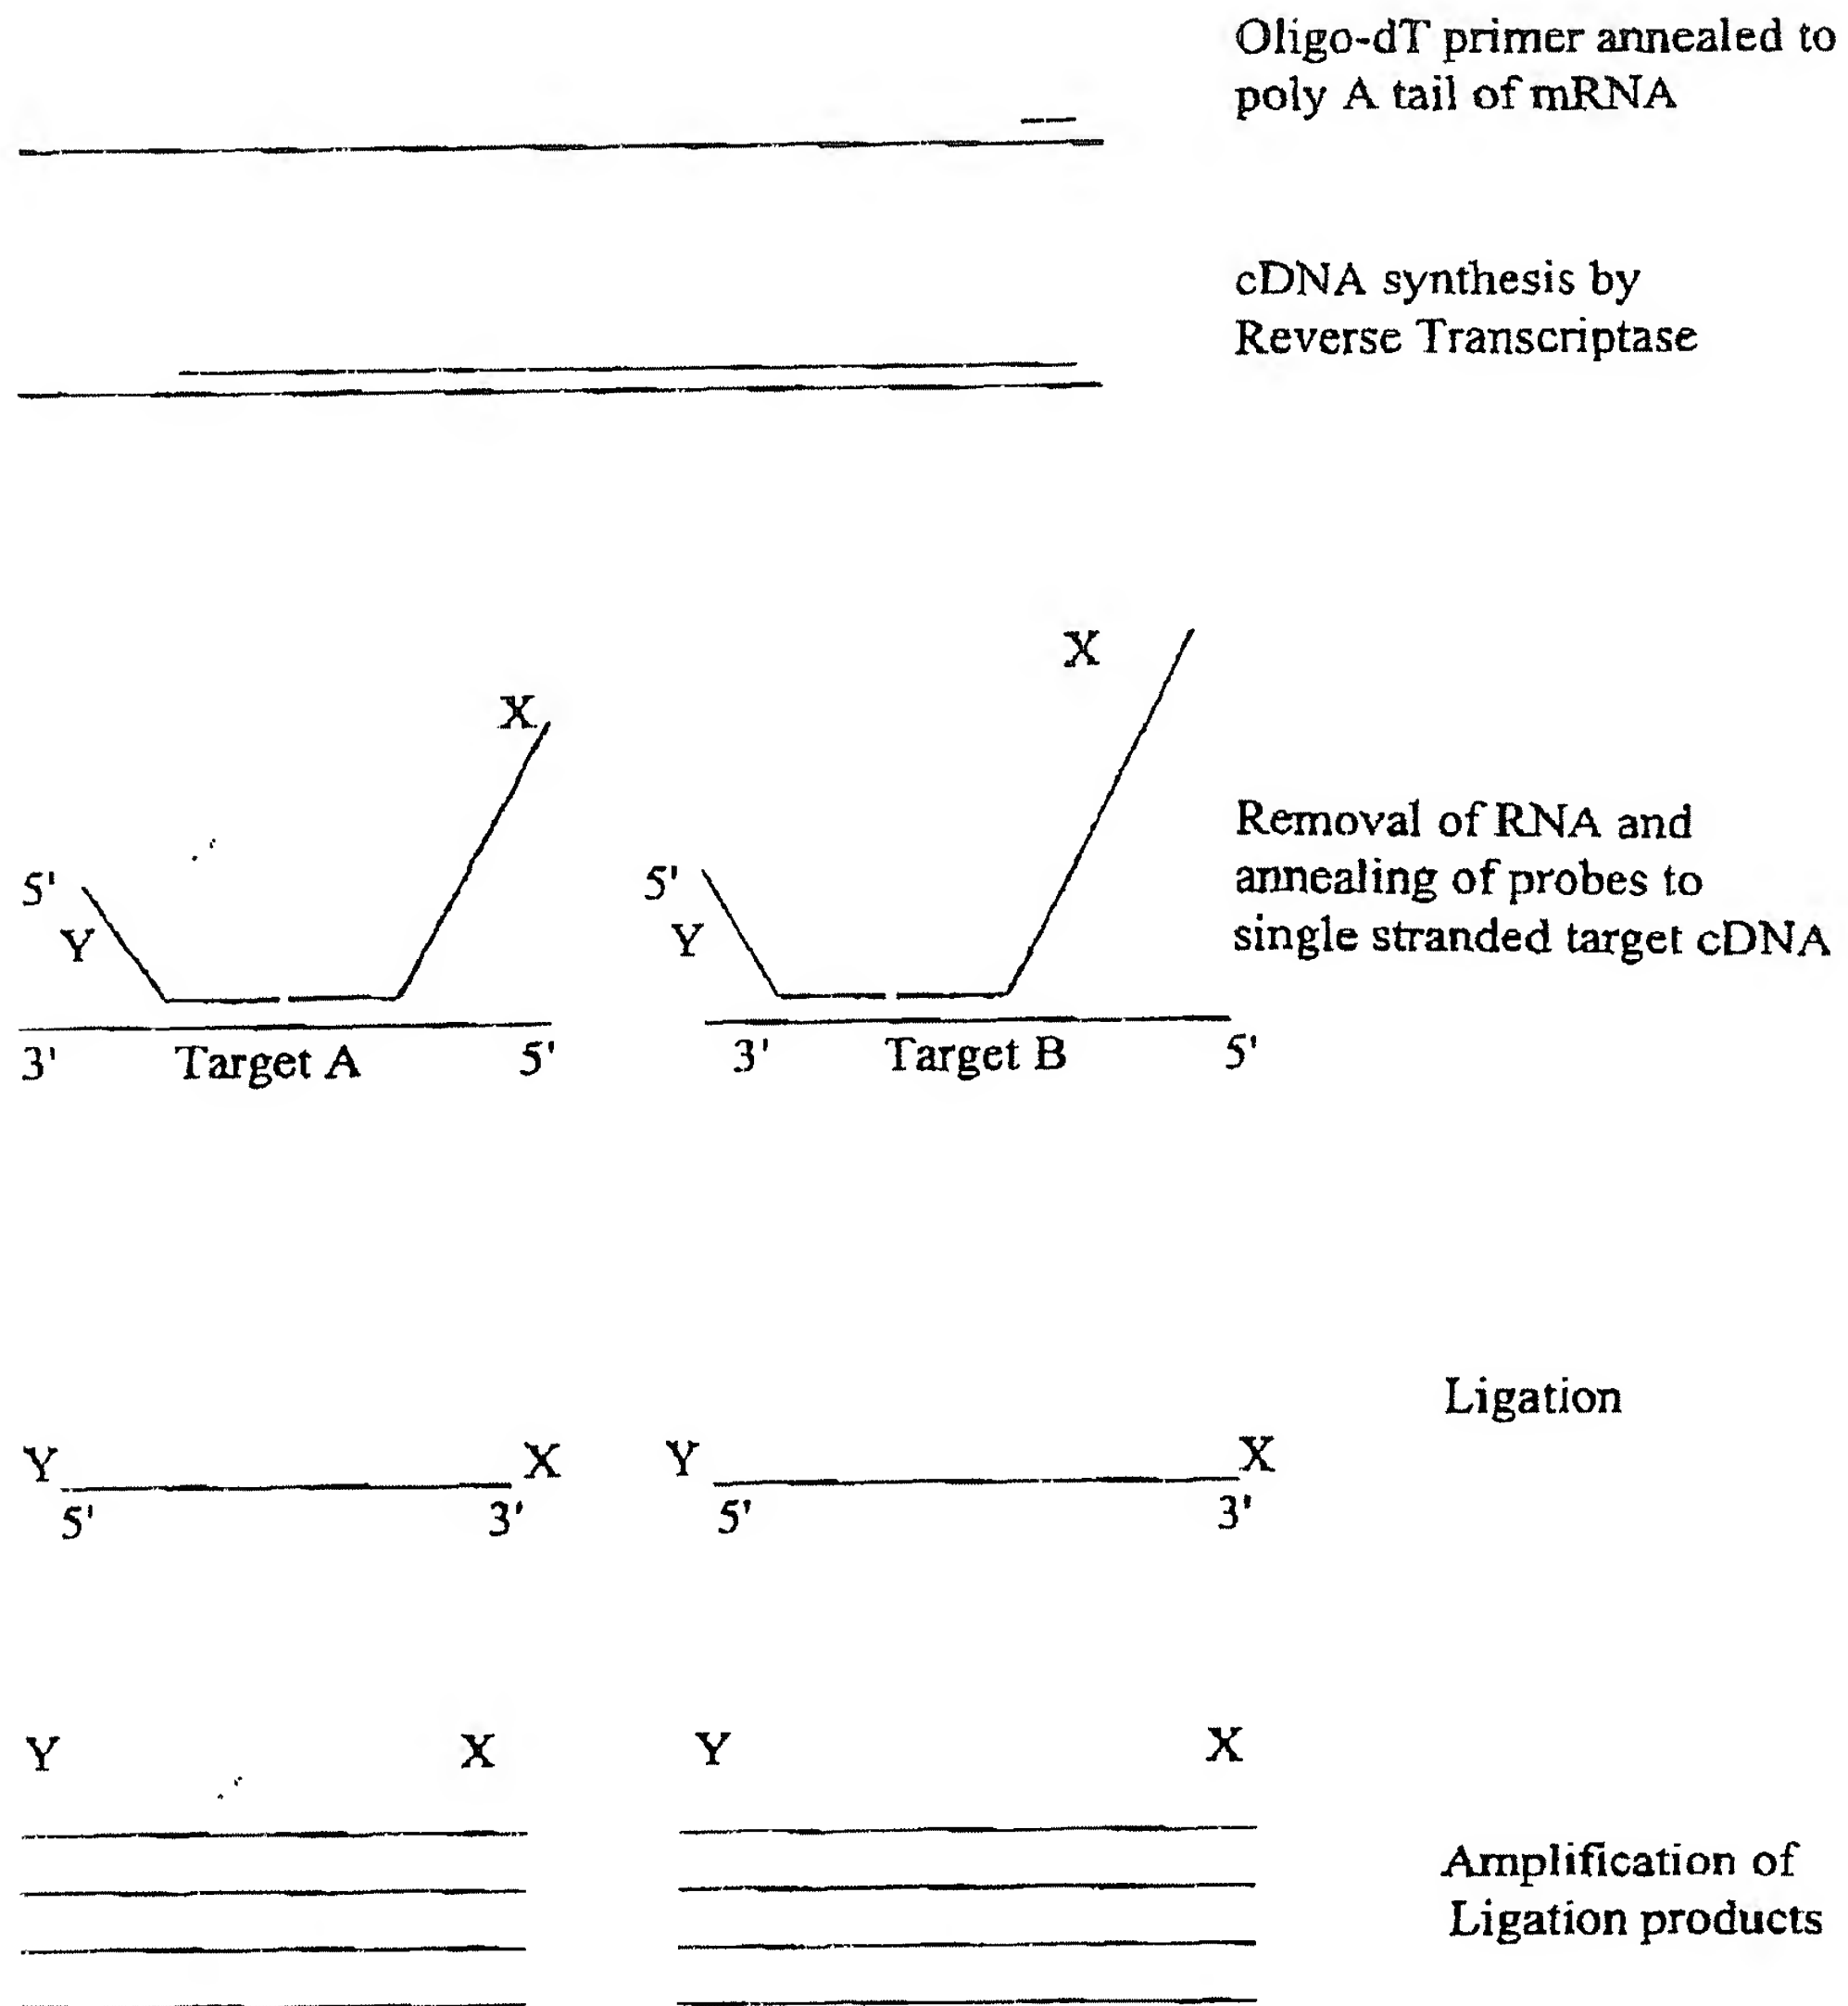 Oligo-dT primer annealed to
poly A tail of mRNA
cDNA synthesis by
Reverse Transcriptase
X
X
5'
Y
5'
Y
Removal of RNA and
annealing of probes to
single stranded target cDNA
3' Target A 5'
3' Target B 5'
Ligation
Y X
5' 3'
Y X
5' 3'
Y X
Y X
Amplification of
Ligation products